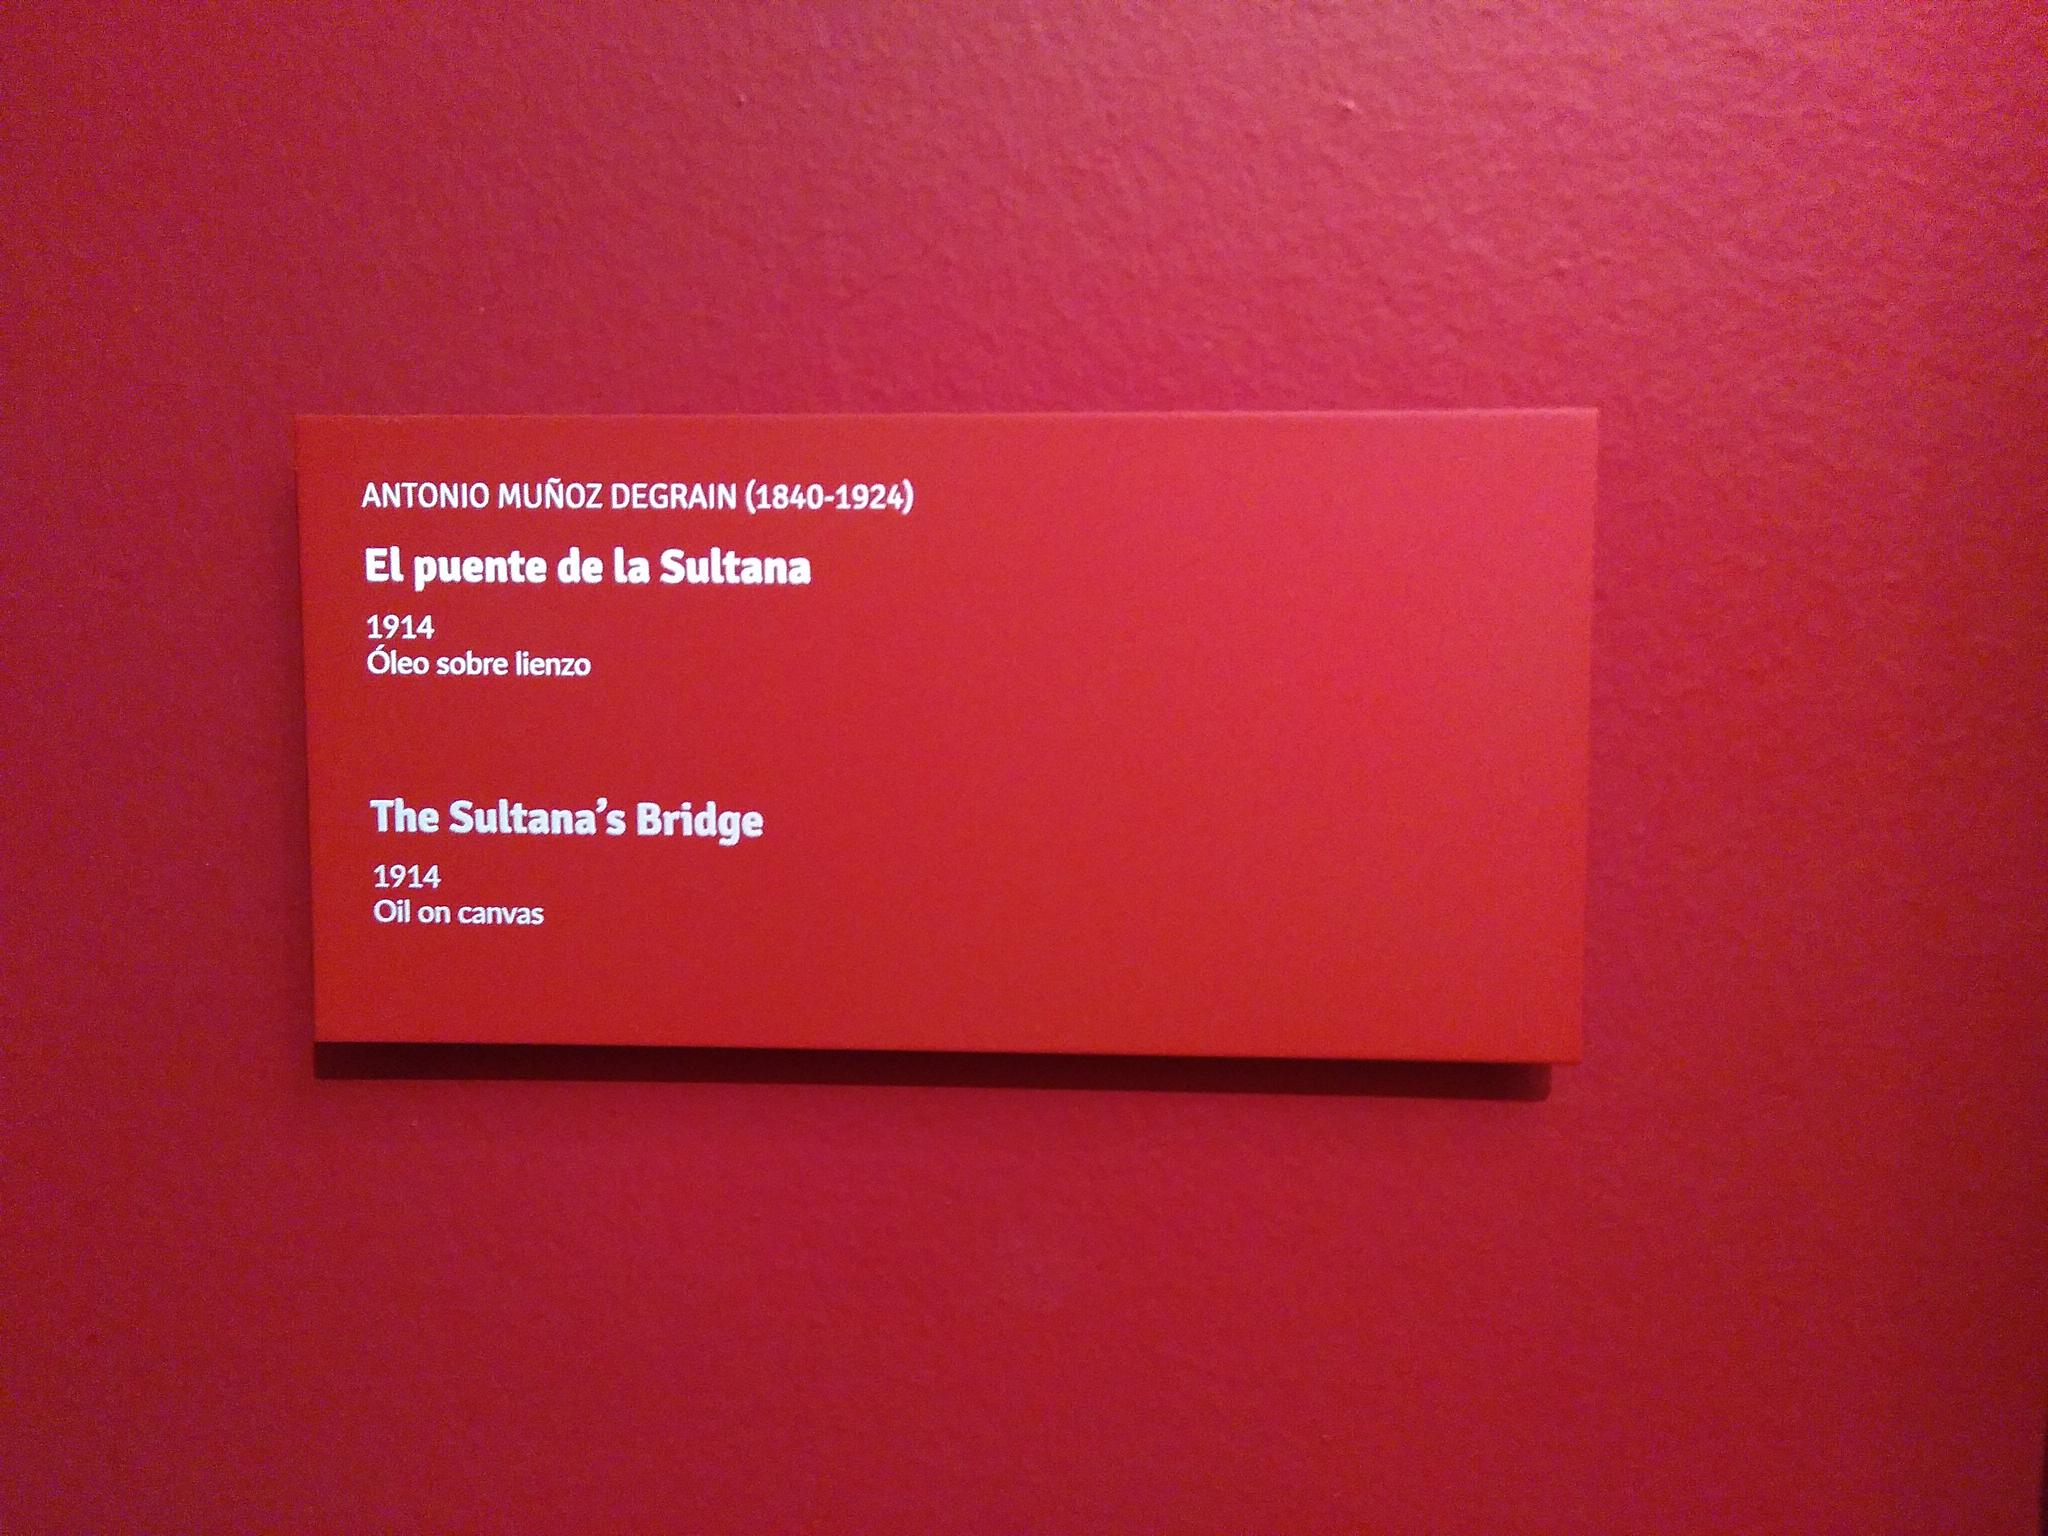 ANTONIO MUÑOZ DEGRAIN (1840-1924)
El puente de la Sultana
1914
Óleo sobre lienzo
The Sultana’s Bridge
1914
Oil on canvas